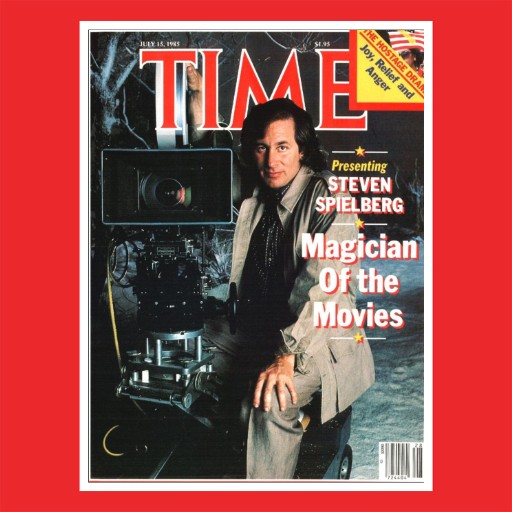 JULY 15, 1985
$1.95
TIME
THE HOSTAGE DRAMA
Joy, Relief and
Anger
Presenting
STEVEN
SPIELBERG
Magician
Of the
Movies